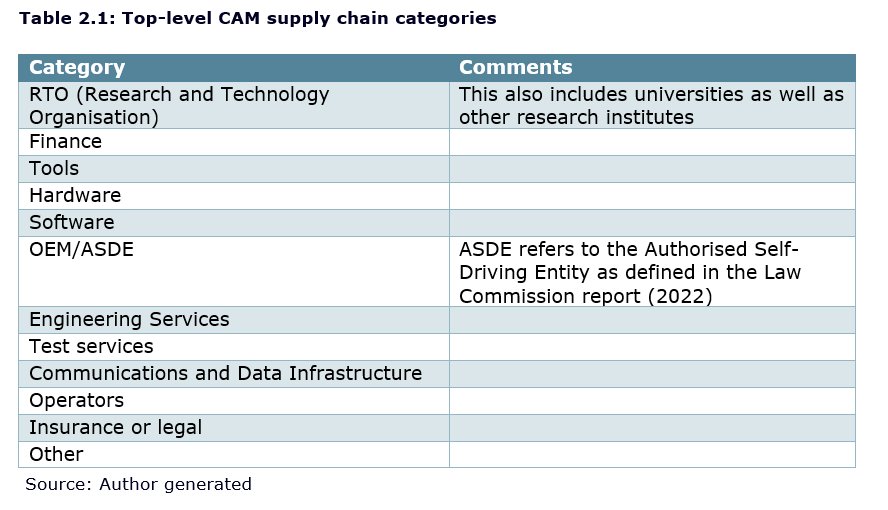 Table 2.1: Top-level CAM supply chain categories
Category Comments
RTO (Research and Technology This also includes universities as well as
Organisation) other research institutes
Finance
Tools
Hardware
Software
OEM/ASDE ASDE refers to the Authorised Self-
Driving Entity as defined in the Law
Commission report (2022)
Engineering Services
Test services
Communications and Data Infrastructure
Operators
Insurance or legal
Other
Source: Author generated